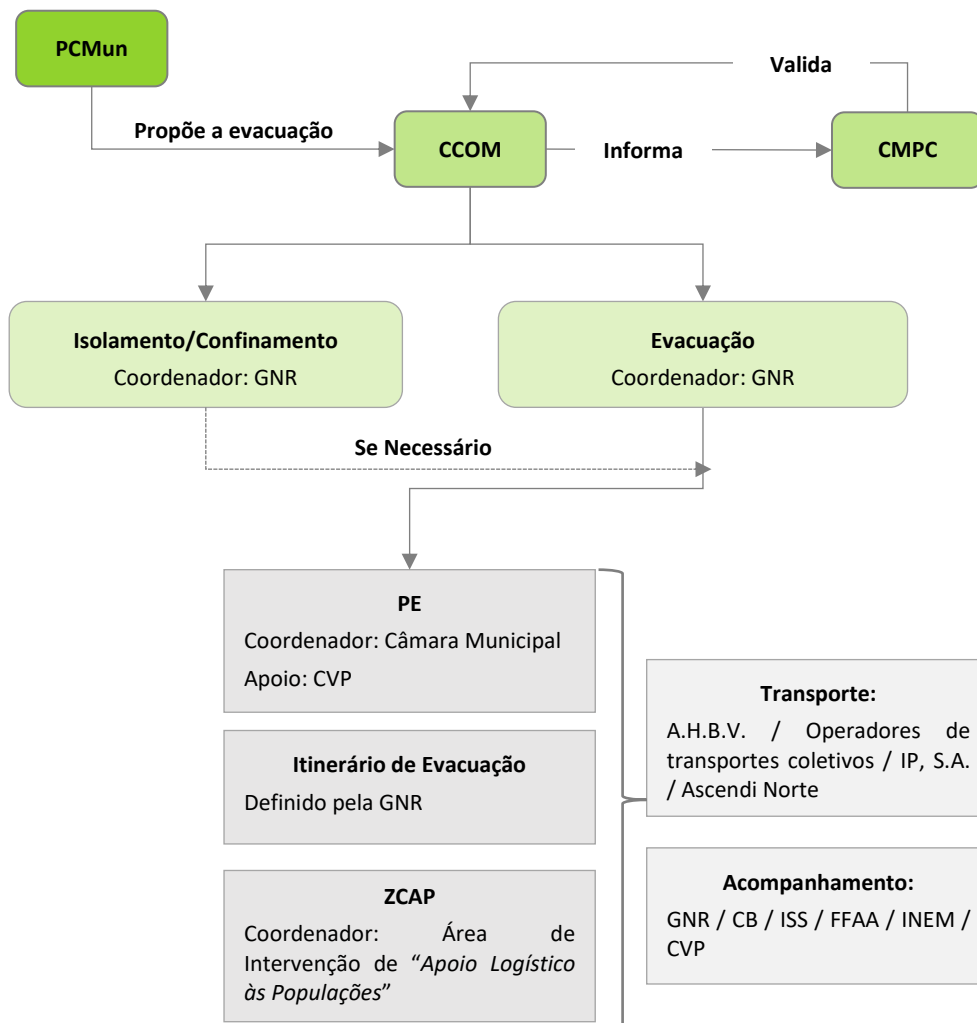 PCMun
Valida
Propõe a evacuação
CCOM
Informa
CMPC
Isolamento/Confinamento
Coordenador: GNR
Evacuação
Coordenador: GNR
Se Necessário
PE
Coordenador: Câmara Municipal
Apoio: CVP
Itinerário de Evacuação
Definido pela GNR
ZCAP
Coordenador: Área de
Intervenção de “Apoio Logístico
às Populações”
Transporte:
A.H.B.V. / Operadores de
transportes coletivos / IP, S.A.
/ Ascendi Norte
Acompanhamento:
GNR / CB / ISS / FFAA / INEM /
CVP